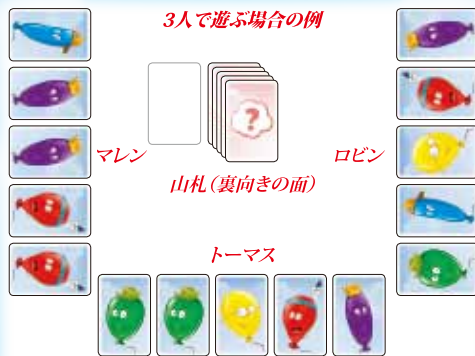 3人で遊ぶ場合の例
?
マレン
ロビン
山札(裏向きの面)
トーマス